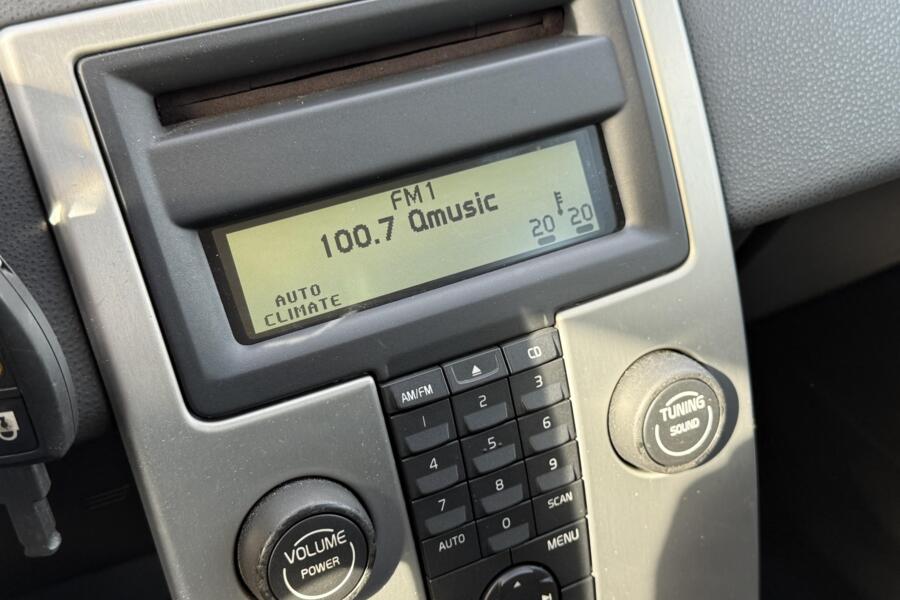 FM1
100.7 Qmusic
20 20
AUTO
CLIMATE
AM/FM
CD
1 2 3
4 5 6
7 8 9
AUTO 0 SCAN
MENU
VOLUME
POWER
TUNING
SOUND